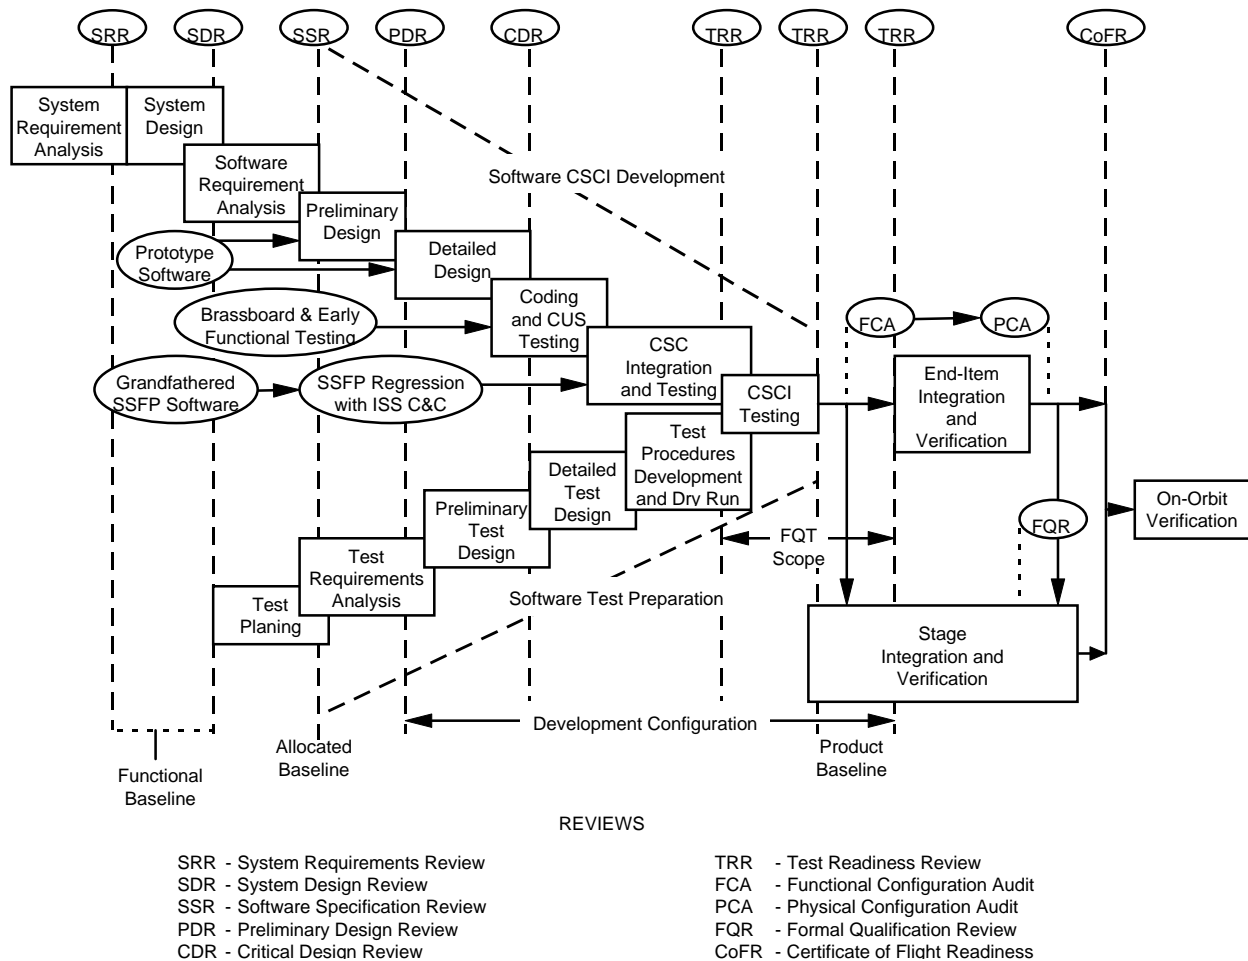 SRR
SDR
SSR
PDR
CDR
TRR
TRR
TRR
CoFR
System
Requirement
Analysis
System
Design
Software
Requirement
Analysis
Software CSCI Development
Preliminary
Design
Prototype
Software
Detailed
Design
Brassboard & Early
Functional Testing
Coding
and CUS
Testing
FCA
PCA
Grandfathered
SSFP Software
SSFP Regression
with ISS C&C
CSC
Integration
and Testing
CSCI
Testing
End-Item
Integration
and
Verification
Test
Procedures
Development
and Dry Run
Detailed
Test
Design
Preliminary
Test
Design
FQT
Scope
FQR
On-Orbit
Verification
Test
Requirements
Analysis
Test
Planing
Software Test Preparation
Stage
Integration and
Verification
Development Configuration
Functional
Baseline
Allocated
Baseline
Product
Baseline
REVIEWS
SRR - System Requirements Review
SDR - System Design Review
SSR - Software Specification Review
PDR - Preliminary Design Review
CDR - Critical Design Review
TRR - Test Readiness Review
FCA - Functional Configuration Audit
PCA - Physical Configuration Audit
FQR - Formal Qualification Review
CoFR - Certificate of Flight Readiness